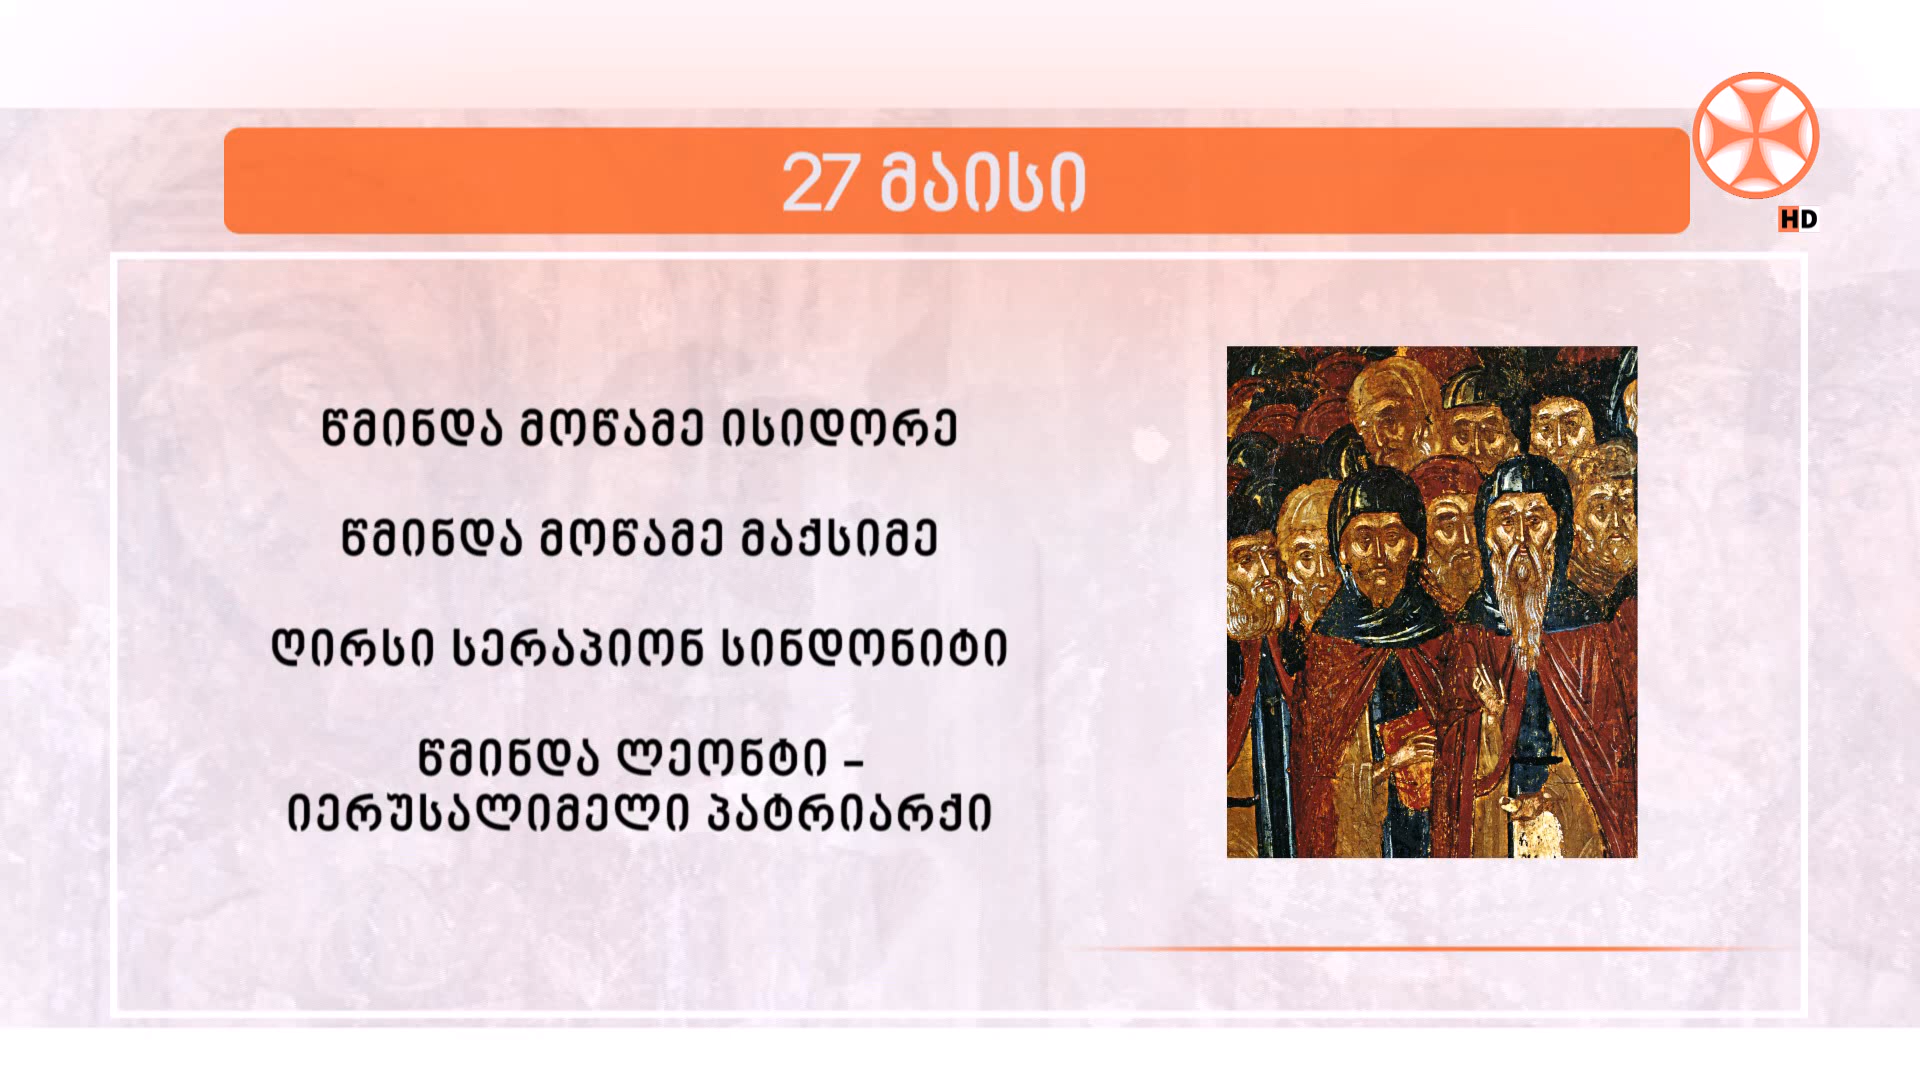 27 მაისი
HD
წმინდა მოწამე ისიდორე
წმინდა მოწამე მაქსიმე
ღირსი სერაპიონ სინდონიტი
წმინდა ლეონტი –
იერუსალიმელი პატრიარქი